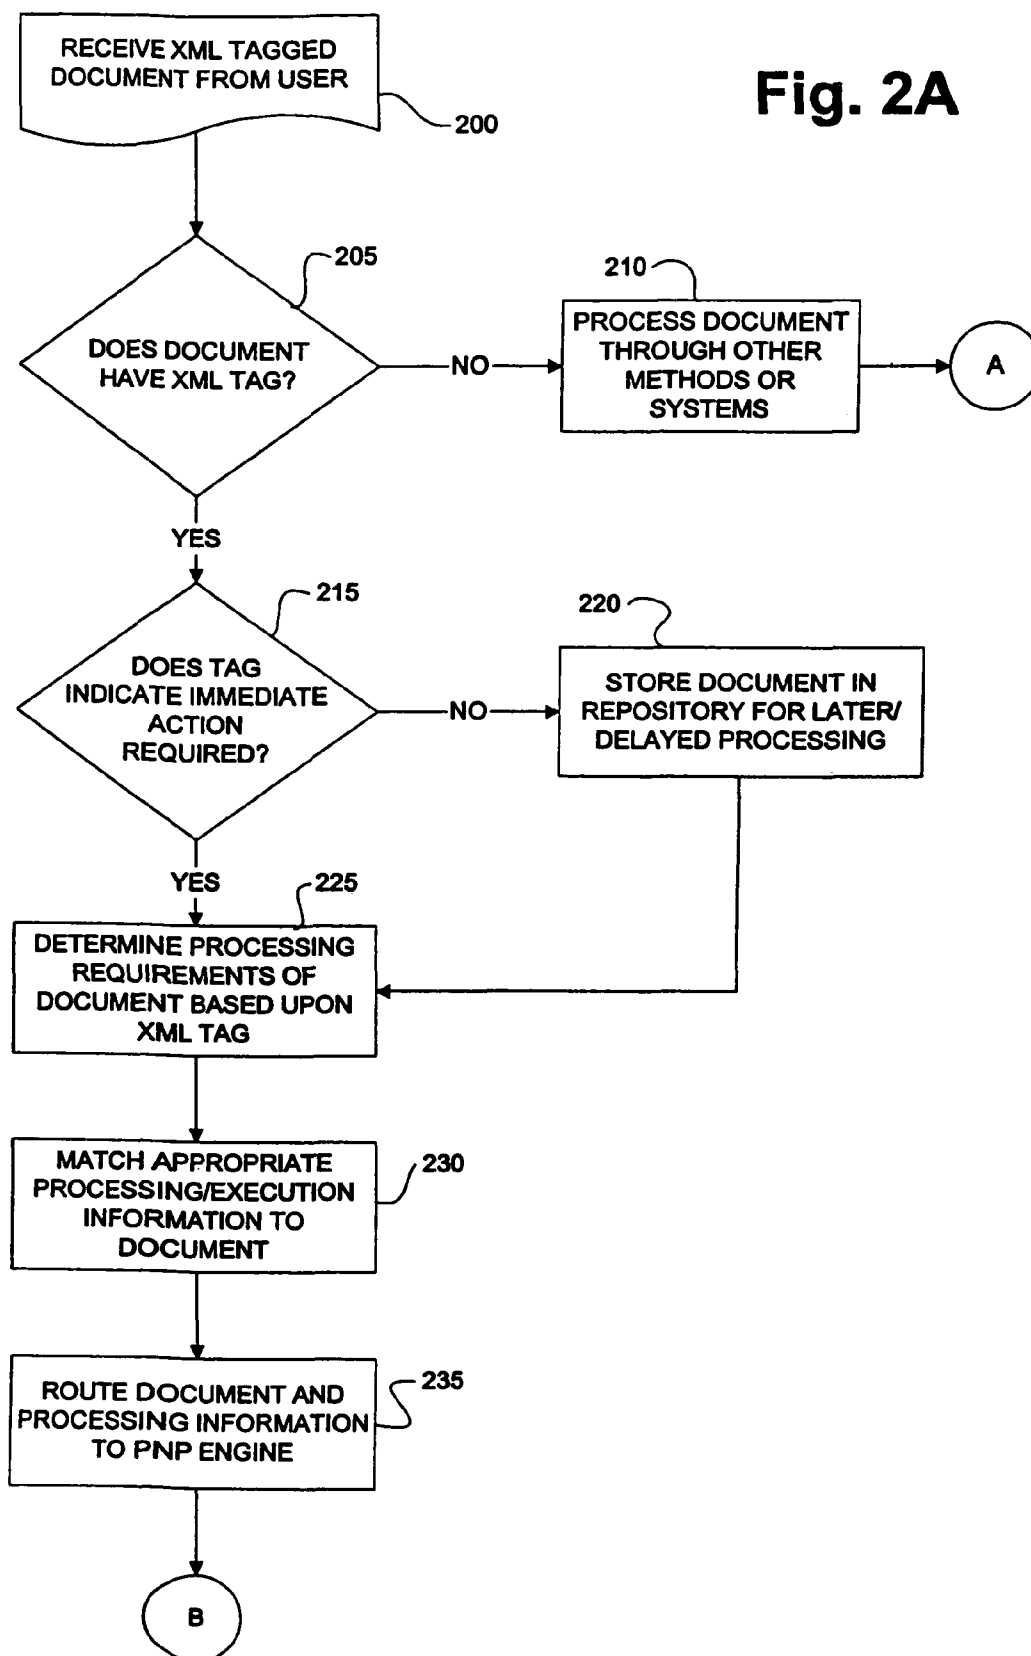 RECEIVE XML TAGGED
DOCUMENT FROM USER
Fig. 2A
200
205
DOES DOCUMENT
HAVE XML TAG?
NO
210
PROCESS DOCUMENT
THROUGH OTHER
METHODS OR
SYSTEMS
A
YES
215
DOES TAG
INDICATE IMMEDIATE
ACTION
REQUIRED?
NO
220
STORE DOCUMENT IN
REPOSITORY FOR LATER/
DELAYED PROCESSING
YES
225
DETERMINE PROCESSING
REQUIREMENTS OF
DOCUMENT BASED UPON
XML TAG
MATCH APPROPRIATE
PROCESSING/EXECUTION
INFORMATION TO
DOCUMENT
230
ROUTE DOCUMENT AND
PROCESSING INFORMATION
TO PNP ENGINE
235
B